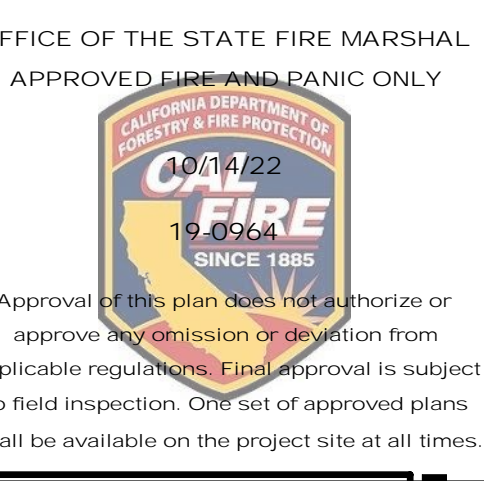 FFICE OF THE STATE FIRE MARSHAL
APPROVED FIRE AND PANIC ONLY
CALIFORNIA DEPARTMENT OF
FORESTRY & FIRE PROTECTION
10/14/22
CAL
FIRE
19-0964
SINCE 1885
Approval of this plan does not authorize or
approve any omission or deviation from
plicable regulations. Final approval is subject
o field inspection. One set of approved plans
all be available on the project site at all times.